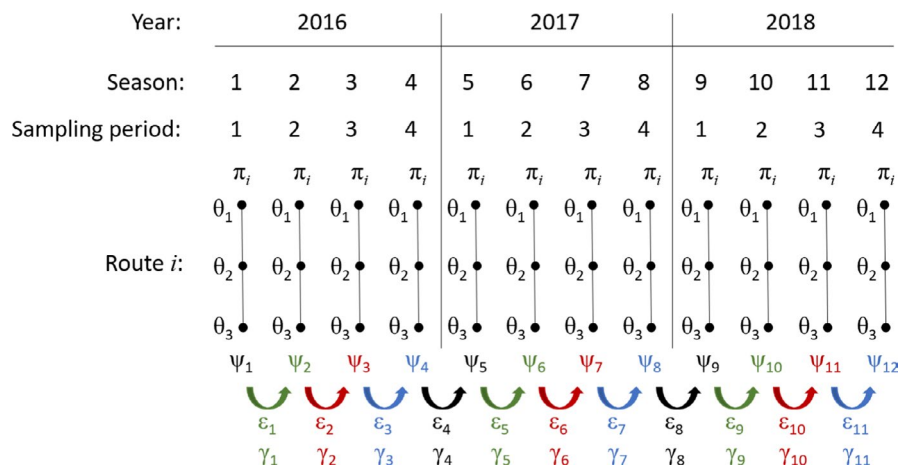 Year: 2016 2017 2018
Season: 1 2 3 4 5 6 7 8 9 10 11 12
Sampling period: 1 2 3 4 1 2 3 4 1 2 3 4
πi πi πi πi πi πi πi πi πi πi πi πi
θ1 θ1 θ1 θ1 θ1 θ1 θ1 θ1 θ1 θ1 θ1 θ1
Route i: θ2 θ2 θ2 θ2 θ2 θ2 θ2 θ2 θ2 θ2 θ2 θ2
θ3 θ3 θ3 θ3 θ3 θ3 θ3 θ3 θ3 θ3 θ3 θ3
ψ1 ψ2 ψ3 ψ4 ψ5 ψ6 ψ7 ψ8 ψ9 ψ10 ψ11 ψ12
ε1 ε2 ε3 ε4 ε5 ε6 ε7 ε8 ε9 ε10 ε11
γ1 γ2 γ3 γ4 γ5 γ6 γ7 γ8 γ9 γ10 γ11